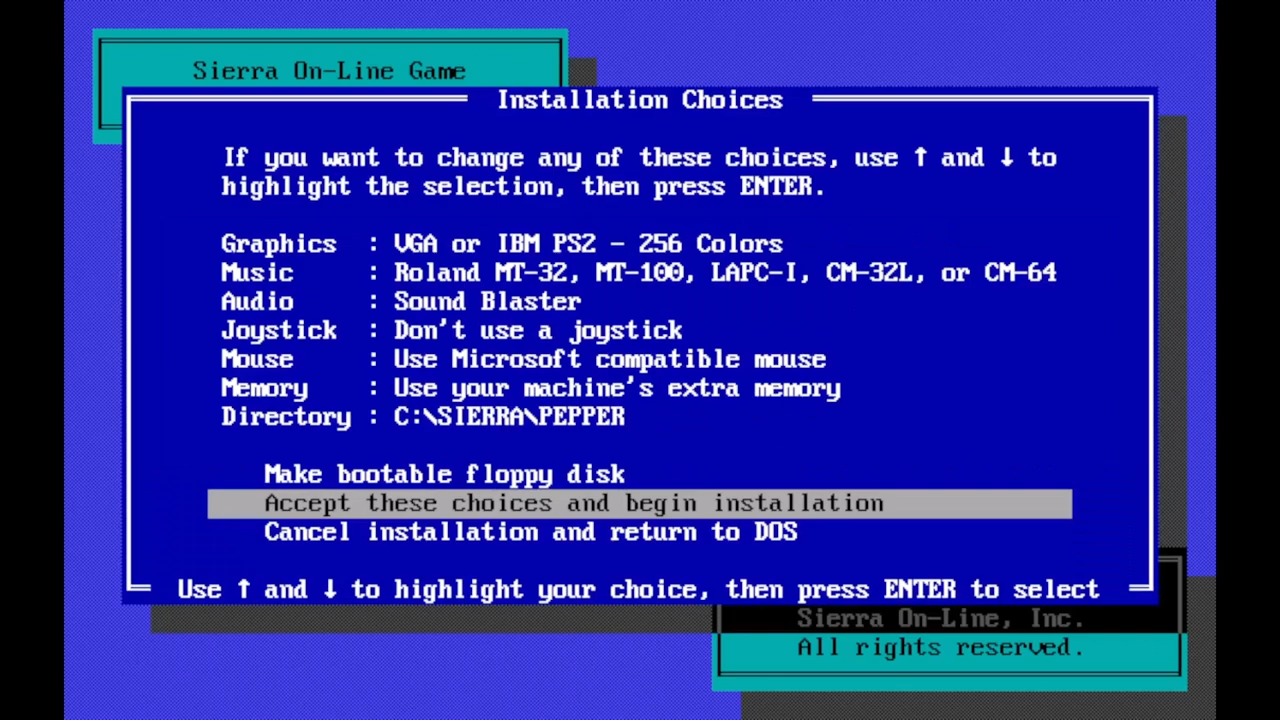 Sierra On-Line Game
Installation Choices
If you want to change any of these choices, use ↑ and ↓ to
highlight the selection, then press ENTER.
Graphics : VGA or IBM PS2 - 256 Colors
Music : Roland MT-32, MT-100, LAPC-I, CM-32L, or CM-64
Audio : Sound Blaster
Joystick : Don't use a joystick
Mouse : Use Microsoft compatible mouse
Memory : Use your machine's extra memory
Directory : C:\SIERRA\PEPPER
Make bootable floppy disk
Accept these choices and begin installation
Cancel installation and return to DOS
Use ↑ and ↓ to highlight your choice, then press ENTER to select
Sierra On-Line, Inc.
All rights reserved.